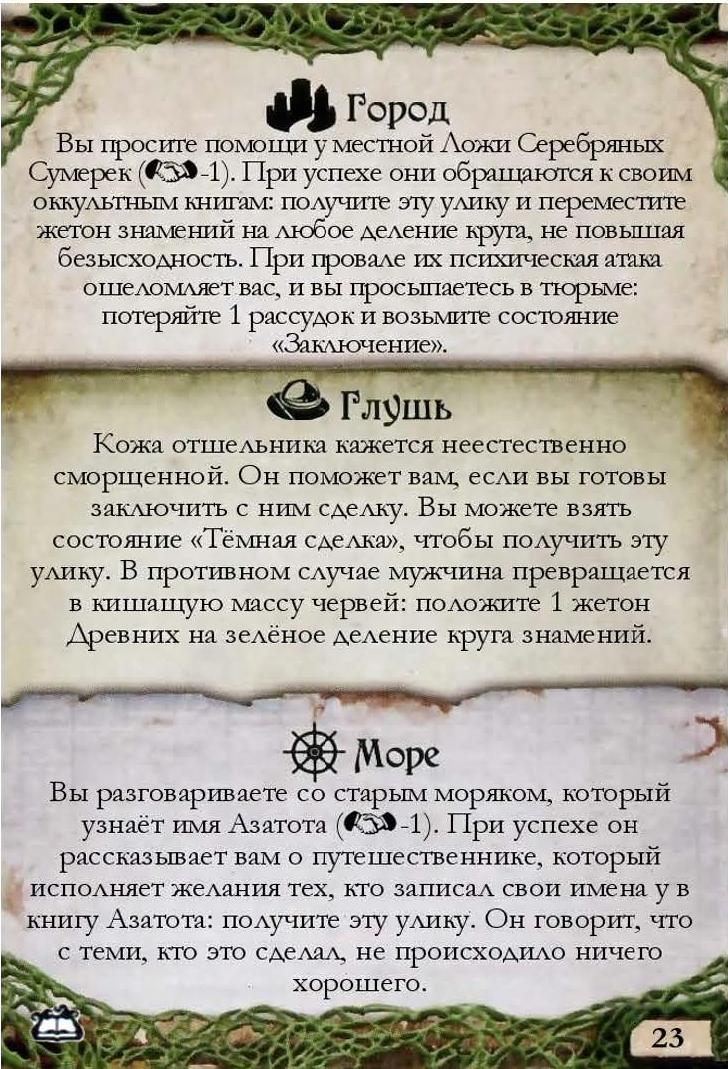 Город
Вы просите помощи у местной Ложи Серебряных
Сумерек (-1). При успехе они обращаются к своим
оккультным книгам: получите эту улику и переместите
жетон знамений на любое деление круга, не повышая
безысходность. При провале их психическая атака
ошеломляет вас, и вы просыпаетесь в тюрьме:
потеряйте 1 рассудок и возьмите состояние
«Заключение».
Глушь
Кожа отшельника кажется неестественно
сморщенной. Он поможет вам, если вы готовы
заключить с ним сделку. Вы можете взять
состояние «Тёмная сделка», чтобы получить эту
улику. В противном случае мужчина превращается
в кишащую массу червей: положите 1 жетон
Древних на зелёное деление круга знамений.
Море
Вы разговариваете со старым моряком, который
узнаёт имя Азатота (-1). При успехе он
рассказывает вам о путешественнике, который
исполняет желания тех, кто записал свои имена у в
книгу Азатота: получите эту улику. Он говорит, что
с теми, кто это сделал, не происходило ничего
хорошего.
23